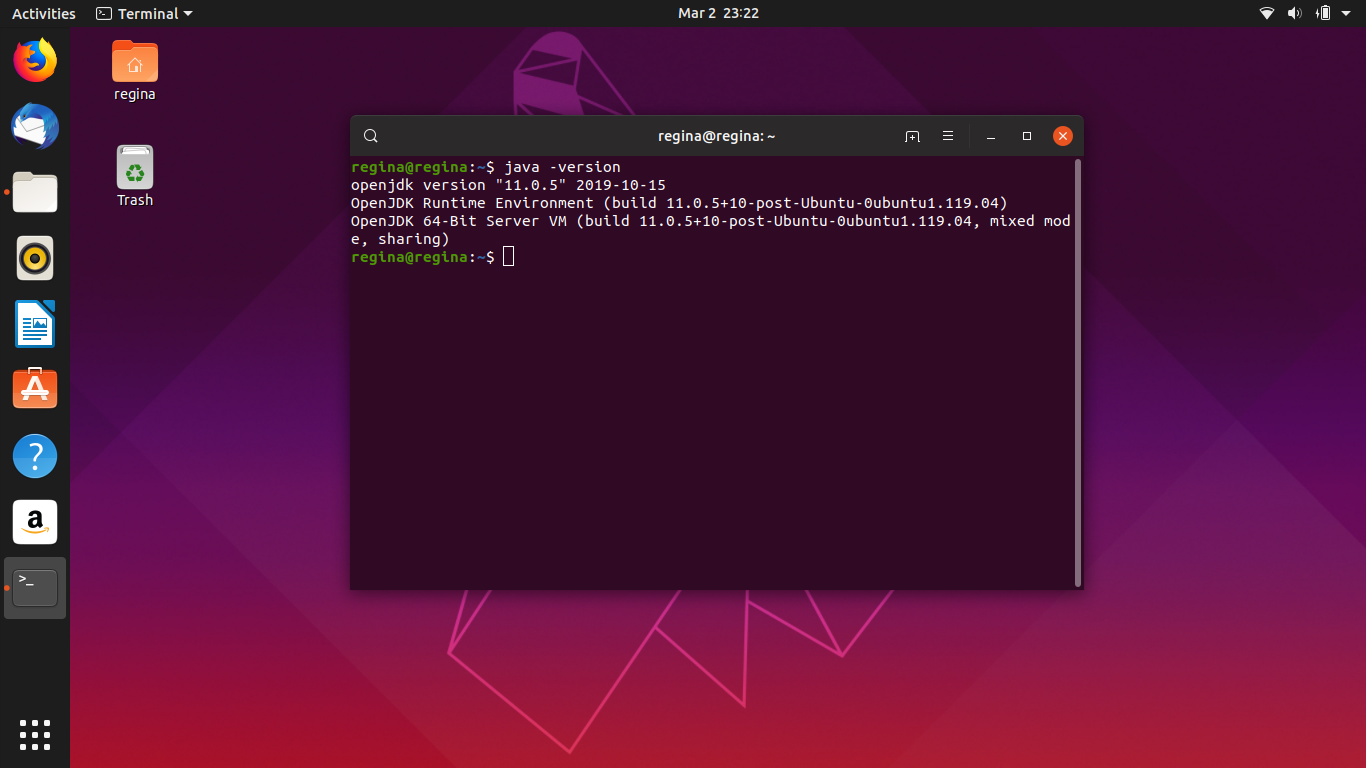 Activities
Terminal
Mar 2 23:22
regina
Trash
regina@regina: ~
regina@regina:~$ java -version
openjdk version "11.0.5" 2019-10-15
OpenJDK Runtime Environment (build 11.0.5+10-post-Ubuntu-0ubuntu1.119.04)
OpenJDK 64-Bit Server VM (build 11.0.5+10-post-Ubuntu-0ubuntu1.119.04, mixed mod
e, sharing)
regina@regina:~$
?
a
>_